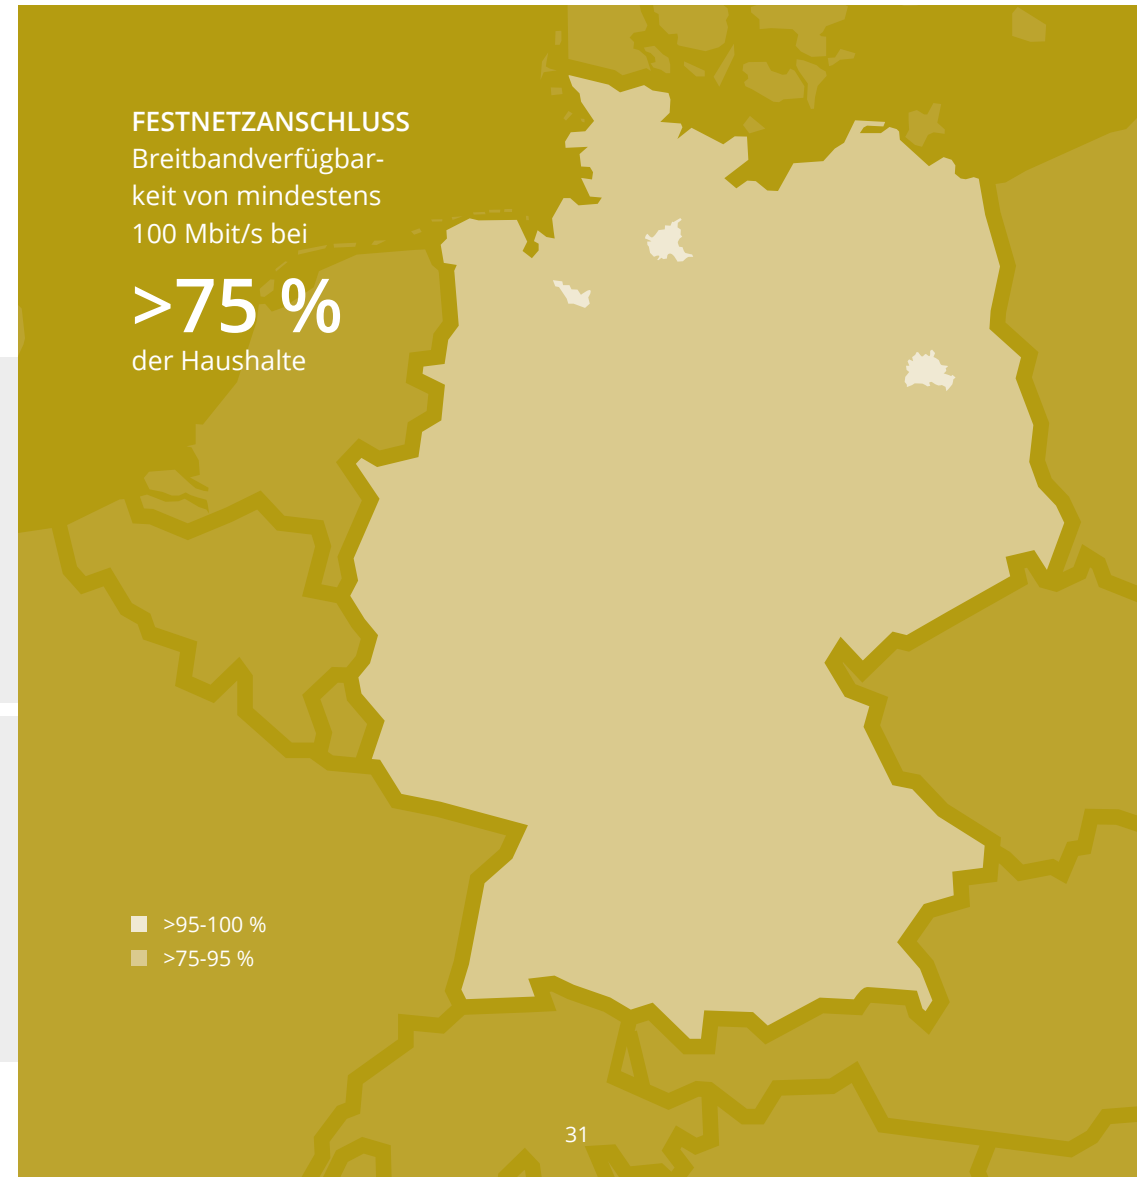 FESTNETZANSCHLUSS
Breitbandverfügbar-
keit von mindestens
100 Mbit/s bei
>75 %
der Haushalte
>95-100 %
>75-95 %
31